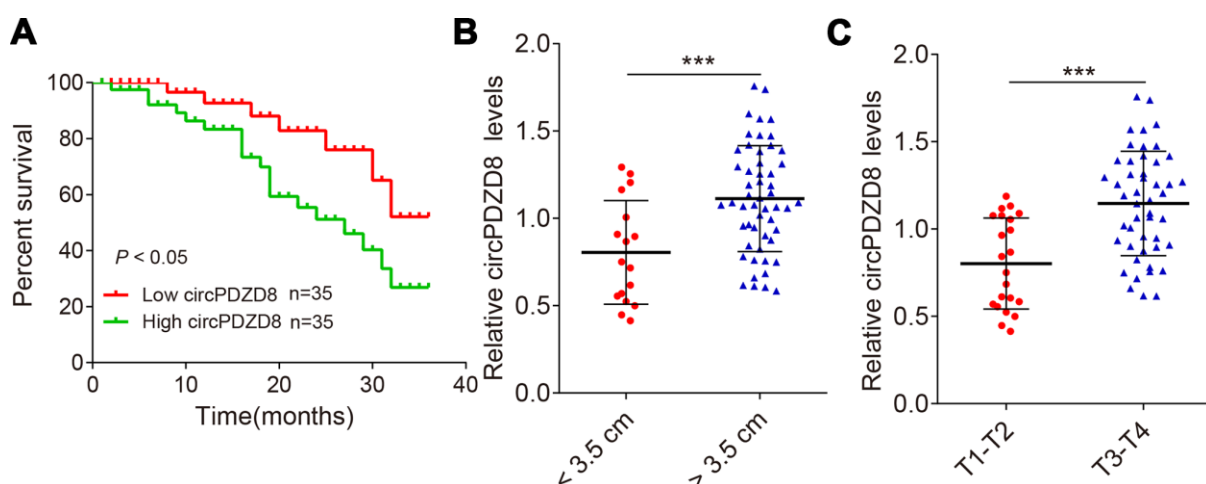 A
Percent survival
100
80
60
40
20
0
10
20
30
40
Time(months)
P < 0.05
Low circPDZD8 n=35
High circPDZD8 n=35
B
Relative circPDZD8 levels
2.0
1.5
1.0
0.5
0.0
***
< 3.5 cm
> 3.5 cm
C
Relative circPDZD8 levels
2.0
1.5
1.0
0.5
0.0
***
T1-T2
T3-T4